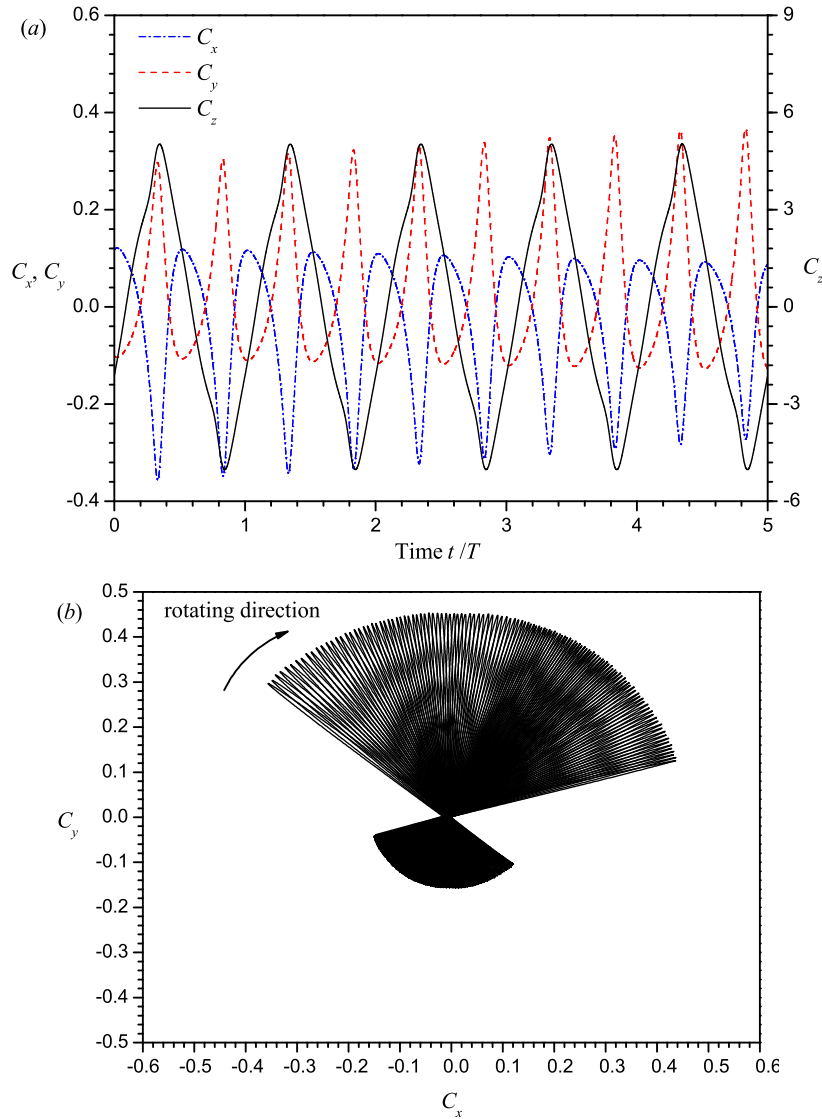 (a)
C_x
C_y
C_z
0.6
0.4
0.2
0.0
-0.2
-0.4
C_x, C_y
9
6
3
0
-3
-6
C_z
0 1 2 3 4 5
Time t /T
(b)
rotating direction
0.5
0.4
0.3
0.2
0.1
0.0
-0.1
-0.2
-0.3
-0.4
-0.5
C_y
-0.6 -0.5 -0.4 -0.3 -0.2 -0.1 0.0 0.1 0.2 0.3 0.4 0.5 0.6
C_x